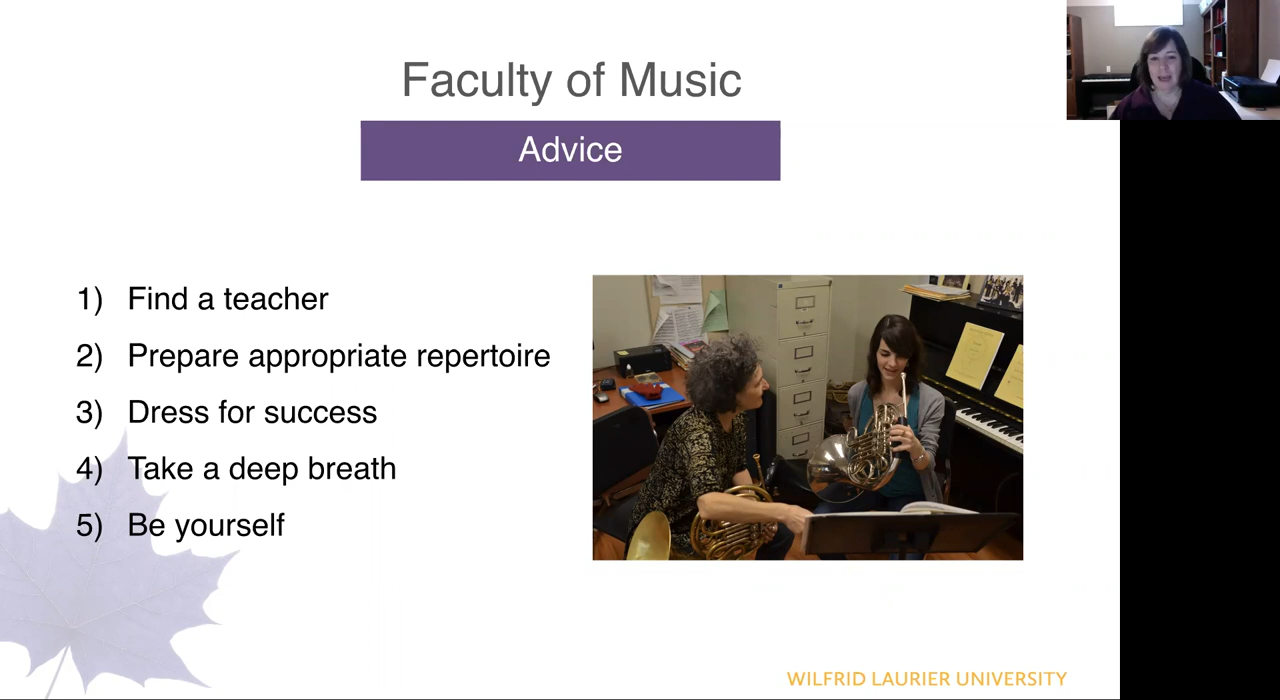 Faculty of Music
Advice
1) Find a teacher
2) Prepare appropriate repertoire
3) Dress for success
4) Take a deep breath
5) Be yourself
WILFRID LAURIER UNIVERSITY